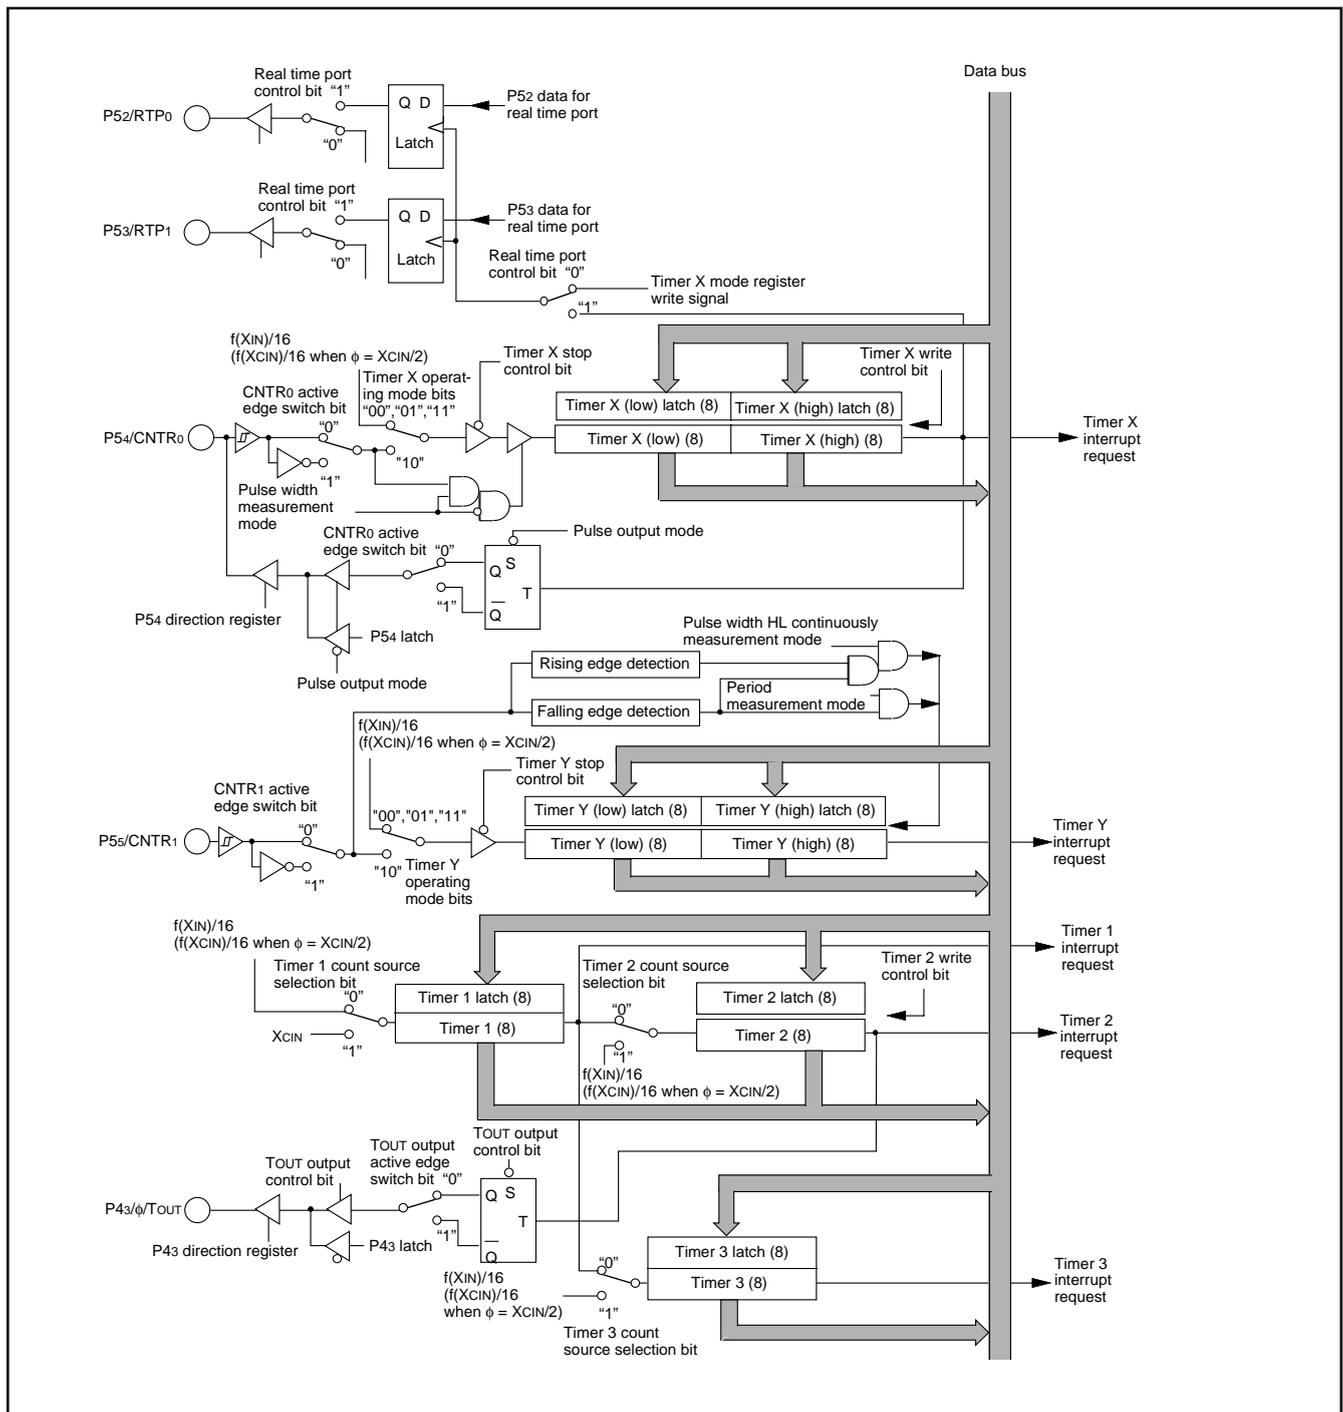 Data bus
Real time port
control bit “1”
P52/RTP0
“0”
Q D
Latch
P52 data for
real time port
Real time port
control bit “1”
P53/RTP1
“0”
Q D
Latch
P53 data for
real time port
Real time port
control bit “0”
“1”
Timer X mode register
write signal
f(XIN)/16
(f(XCIN)/16 when ϕ = XCIN/2)
Timer X stop
control bit
Timer X write
control bit
CNTR0 active
edge switch bit
“0”
Timer X operat-
ing mode bits
“00”,“01”,“11”
P54/CNTR0
"10"
“1”
Pulse width
measurement
mode
Timer X (low) latch (8)
Timer X (high) latch (8)
Timer X (low) (8)
Timer X (high) (8)
Timer X
interrupt
request
CNTR0 active
edge switch bit “0”
“1”
Pulse output mode
Q S
T
Q
P54 direction register
P54 latch
Pulse output mode
Pulse width HL continuously
measurement mode
Rising edge detection
Period
measurement mode
Falling edge detection
f(XIN)/16
(f(XCIN)/16 when ϕ = XCIN/2)
Timer Y stop
control bit
CNTR1 active
edge switch bit
“0”
P55/CNTR1
“1”
"00","01","11"
"10"
Timer Y
operating
mode bits
Timer Y (low) latch (8)
Timer Y (high) latch (8)
Timer Y (low) (8)
Timer Y (high) (8)
Timer Y
interrupt
request
f(XIN)/16
(f(XCIN)/16 when ϕ = XCIN/2)
Timer 1 count source
selection bit
“0”
XCIN
“1”
Timer 1 latch (8)
Timer 1 (8)
Timer 1
interrupt
request
Timer 2 count source
selection bit
“0”
“1”
f(XIN)/16
(f(XCIN)/16 when ϕ = XCIN/2)
Timer 2 write
control bit
Timer 2 latch (8)
Timer 2 (8)
Timer 2
interrupt
request
TOUT output
control bit
TOUT output
active edge
switch bit “0”
“1”
TOUT output
control bit
P43/ϕ/TOUT
P43 direction register
P43 latch
Q S
T
Q
f(XIN)/16
(f(XCIN)/16
when ϕ = XCIN/2)
“0”
“1”
Timer 3 count
source selection bit
Timer 3 latch (8)
Timer 3 (8)
Timer 3
interrupt
request